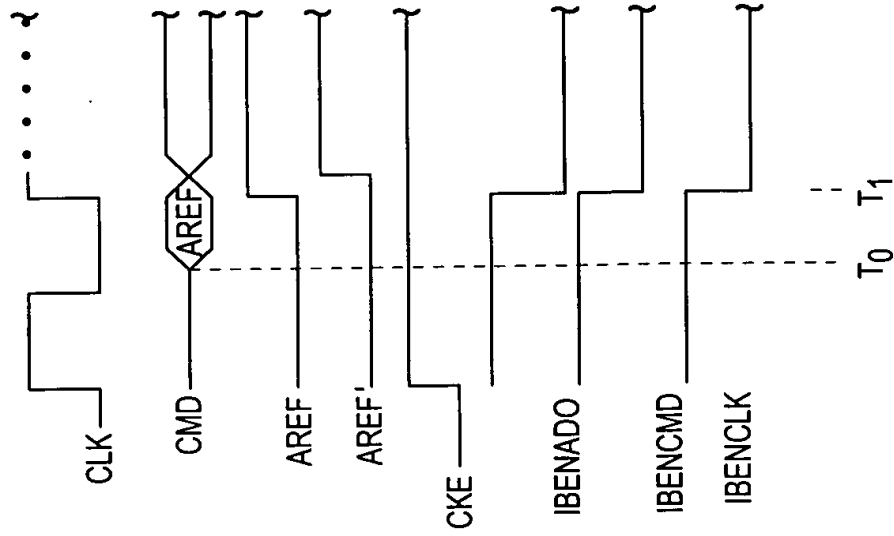 CLK
CMD
AREF
AREF
AREF'
CKE
IBENADO
IBENCMD
IBENCLK
T0
T1